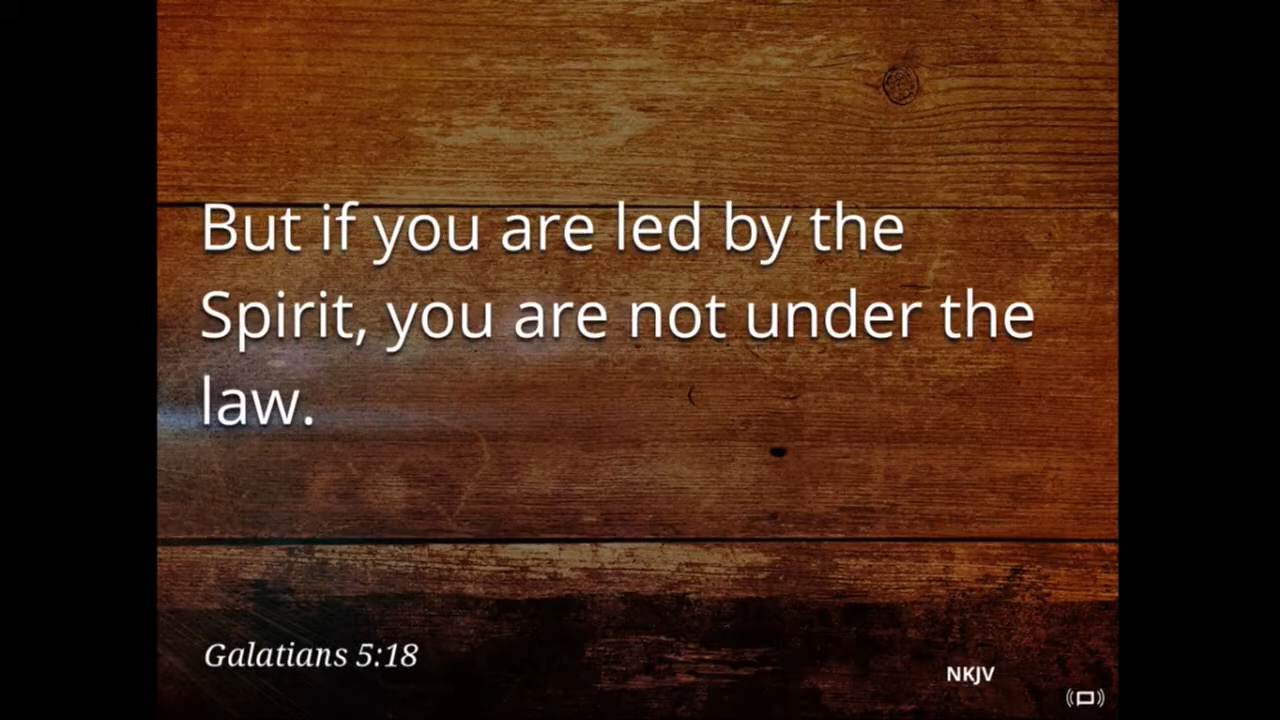 But if you are led by the
Spirit, you are not under the
law.
Galatians 5:18
NKJV